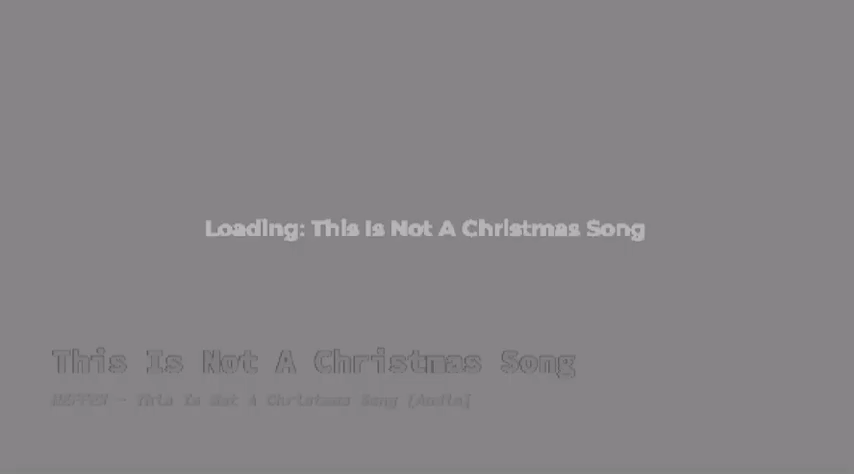 Loading: This Is Not A Christmas Song
This Is Not A Christmas Song
- This Is Not A Christmas Song [Audio]